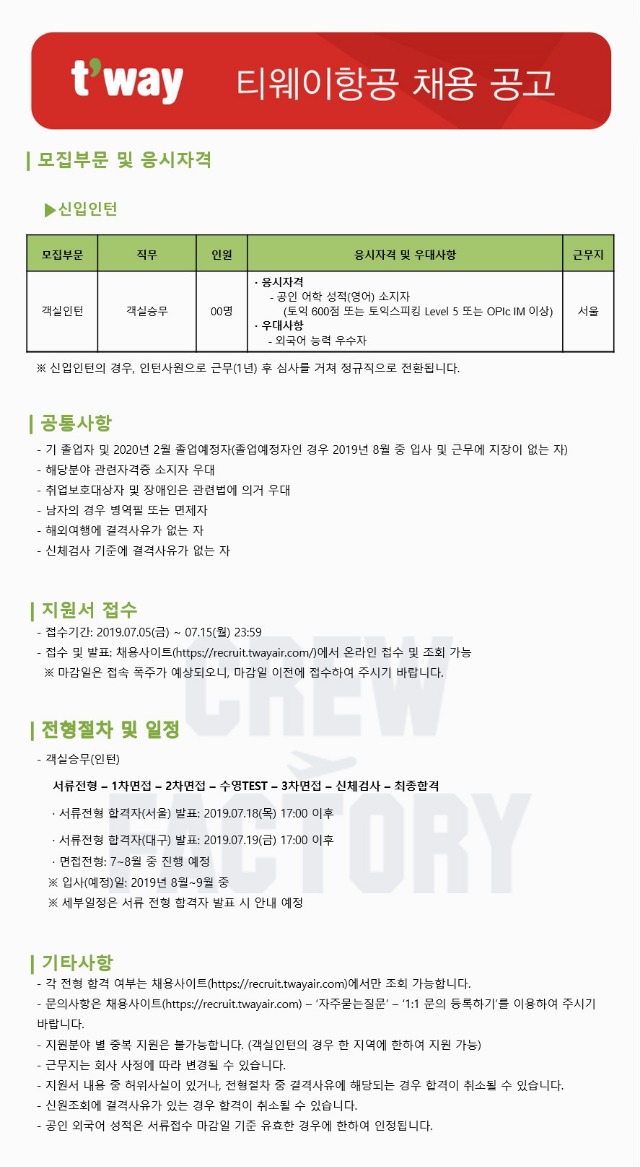 t'way 티웨이항공 채용 공고
모집부문 및 응시자격
▶신입인턴
모집부문 직무 인원 응시자격 및 우대사항 근무지
· 응시자격
- 공인 어학 성적(영어) 소지자
객실인턴 객실승무 00명 (토익 600점 또는 토익스피킹 Level 5 또는 OPIc IM 이상) 서울
· 우대사항
- 외국어 능력 우수자
※ 신입인턴의 경우, 인턴사원으로 근무(1년) 후 심사를 거쳐 정규직으로 전환됩니다.
공통사항
- 기 졸업자 및 2020년 2월 졸업예정자(졸업예정자인 경우 2019년 8월 중 입사 및 근무에 지장이 없는 자)
- 해당분야 관련자격증 소지자 우대
- 취업보호대상자 및 장애인은 관련법에 의거 우대
- 남자의 경우 병역필 또는 면제자
- 해외여행에 결격사유가 없는 자
- 신체검사 기준에 결격사유가 없는 자
지원서 접수
- 접수기간: 2019.07.05(금) ~ 07.15(월) 23:59
- 접수 및 발표: 채용사이트(https://recruit.twayair.com/)에서 온라인 접수 및 조회 가능
※ 마감일은 접속 폭주가 예상되오니, 마감일 이전에 접수하여 주시기 바랍니다.
CREW
전형절차 및 일정
- 객실승무(인턴)
서류전형 – 1차면접 – 2차면접 – 수영TEST – 3차면접 – 신체검사 – 최종합격
FACTORY
· 서류전형 합격자(서울) 발표: 2019.07.18(목) 17:00 이후
· 서류전형 합격자(대구) 발표: 2019.07.19(금) 17:00 이후
· 면접전형: 7~8월 중 진행 예정
※ 입사(예정)일: 2019년 8월~9월 중
※ 세부일정은 서류 전형 합격자 발표 시 안내 예정
기타사항
- 각 전형 합격 여부는 채용사이트(https://recruit.twayair.com)에서만 조회 가능합니다.
- 문의사항은 채용사이트(https://recruit.twayair.com) – '자주묻는질문' – '1:1 문의 등록하기'를 이용하여 주시기
바랍니다.
- 지원분야 별 중복 지원은 불가능합니다. (객실인턴의 경우 한 지역에 한하여 지원 가능)
- 근무지는 회사 사정에 따라 변경될 수 있습니다.
- 지원서 내용 중 허위사실이 있거나, 전형절차 중 결격사유에 해당되는 경우 합격이 취소될 수 있습니다.
- 신원조회에 결격사유가 있는 경우 합격이 취소될 수 있습니다.
- 공인 외국어 성적은 서류접수 마감일 기준 유효한 경우에 한하여 인정됩니다.